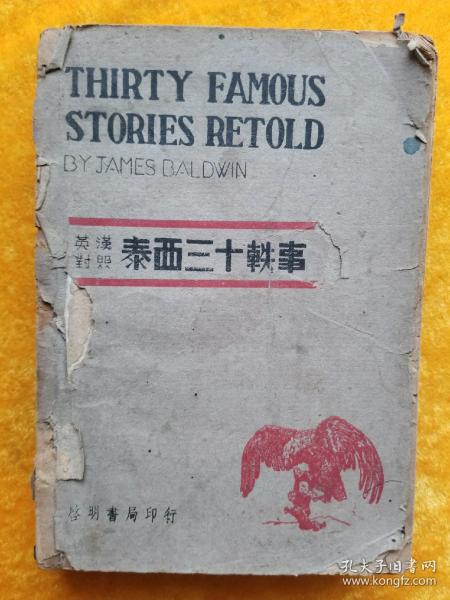 THIRTY FAMOUS
STORIES RETOLD
BY JAMES BALDWIN
英漢
對照
泰西三十軼事
啓明書局印行
孔夫子旧书网
www.kongfz.com